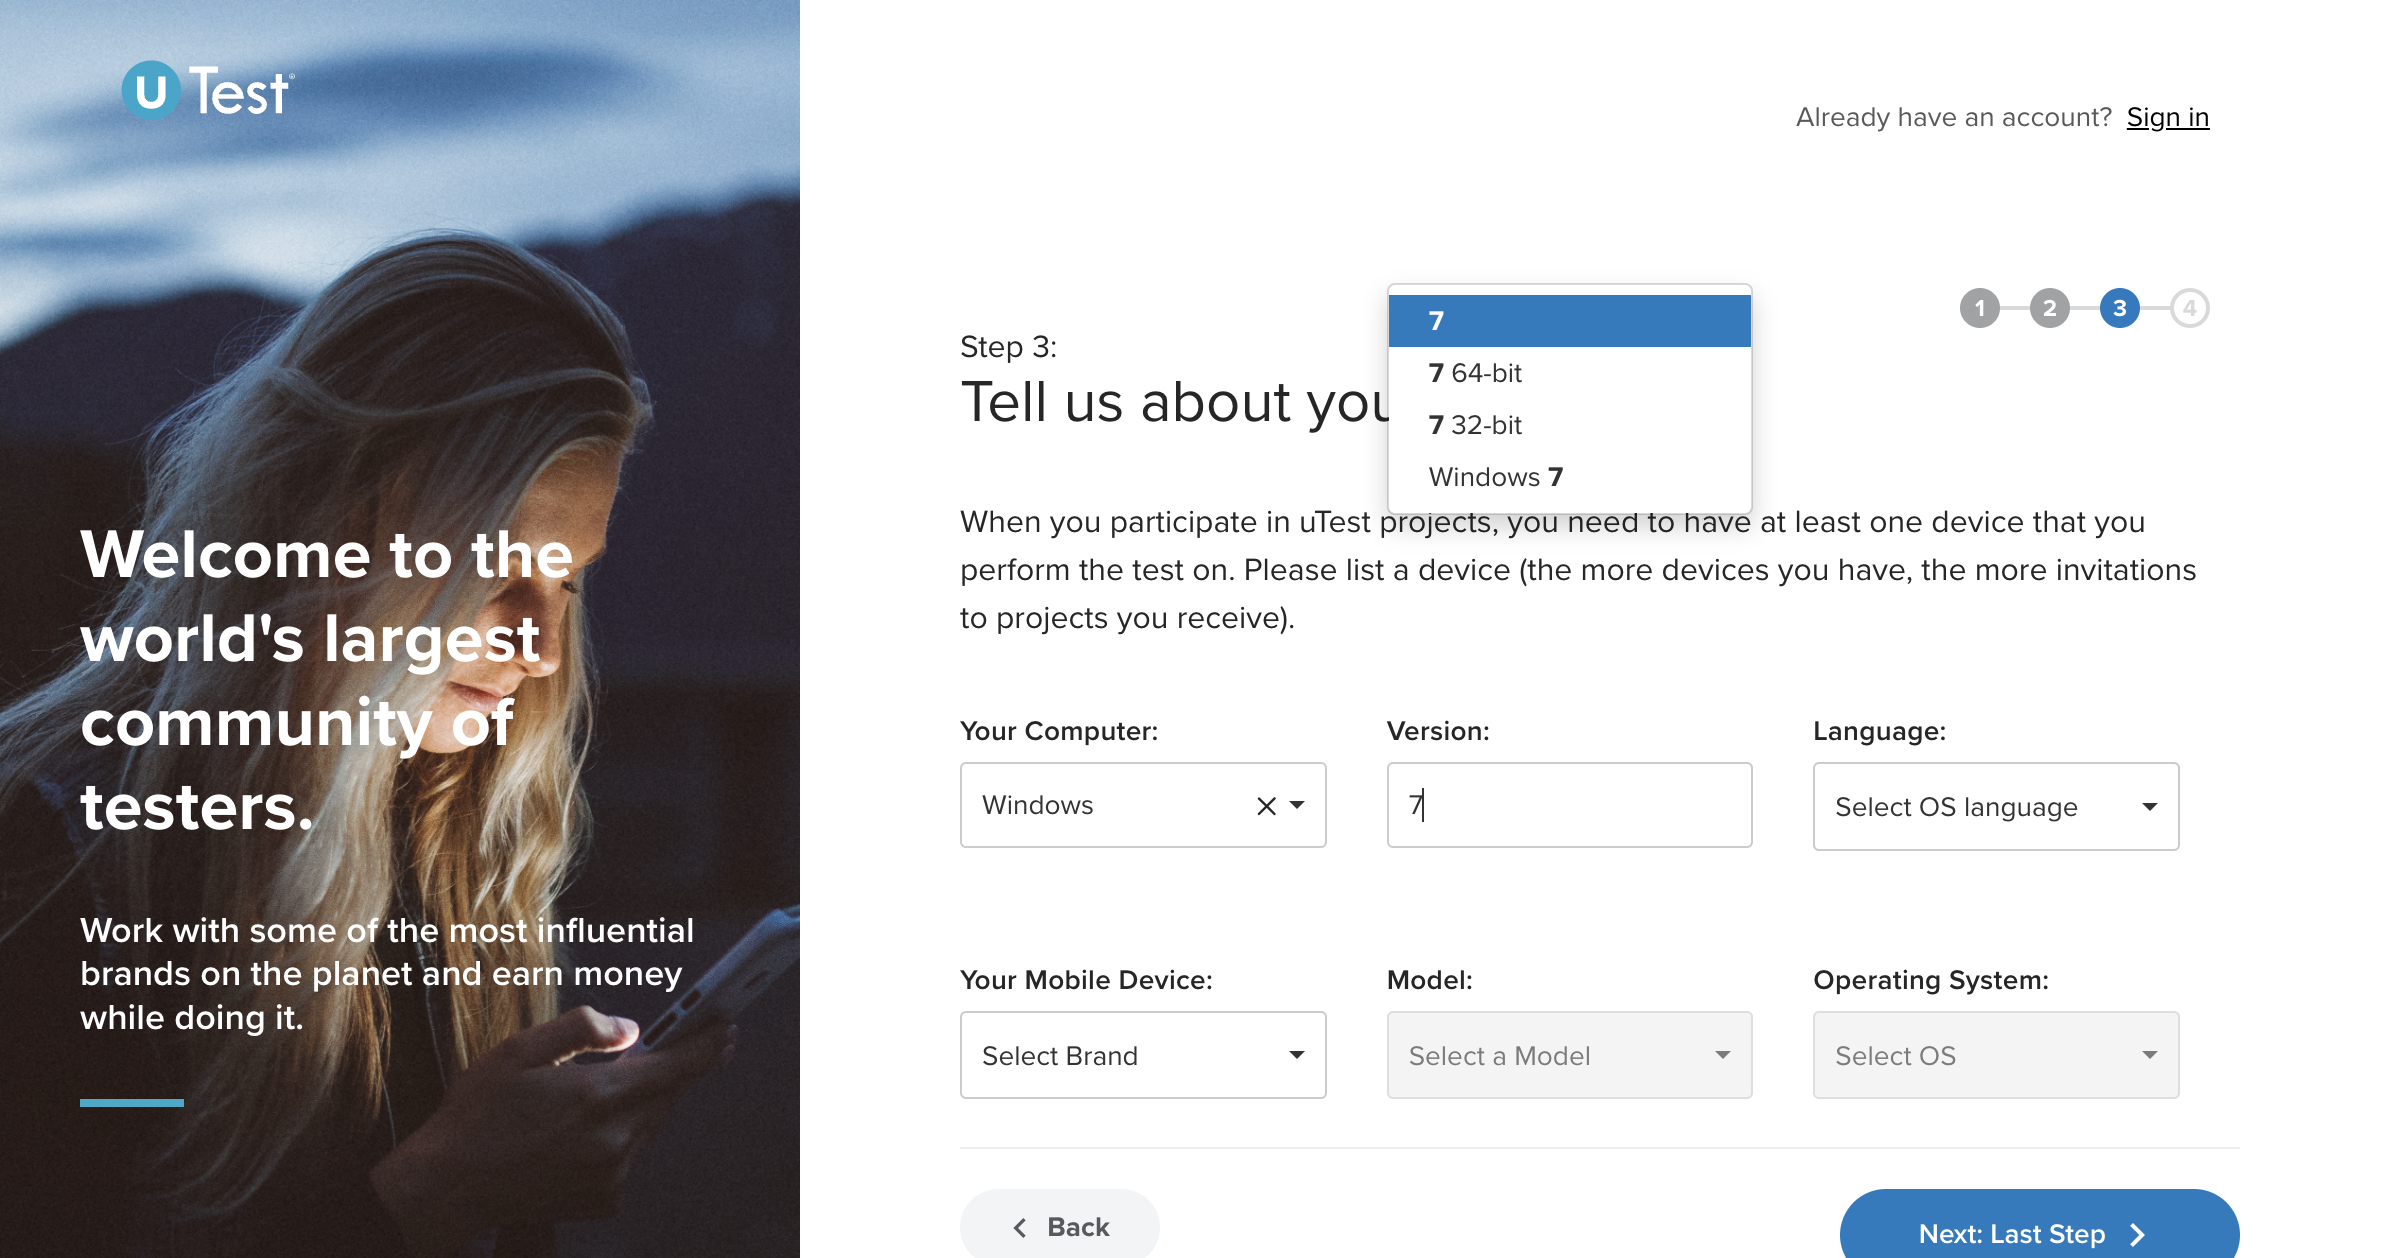 u Test®
Welcome to the
world's largest
community of
testers.
Work with some of the most influential
brands on the planet and earn money
while doing it.
Already have an account? Sign in
1 2 3 4
Step 3:
Tell us about you
7
7 64-bit
7 32-bit
Windows 7
When you participate in uTest projects, you need to have at least one device that you
perform the test on. Please list a device (the more devices you have, the more invitations
to projects you receive).
Your Computer: Version: Language:
Windows 7 Select OS language
Your Mobile Device: Model: Operating System:
Select Brand Select a Model Select OS
Back Next: Last Step